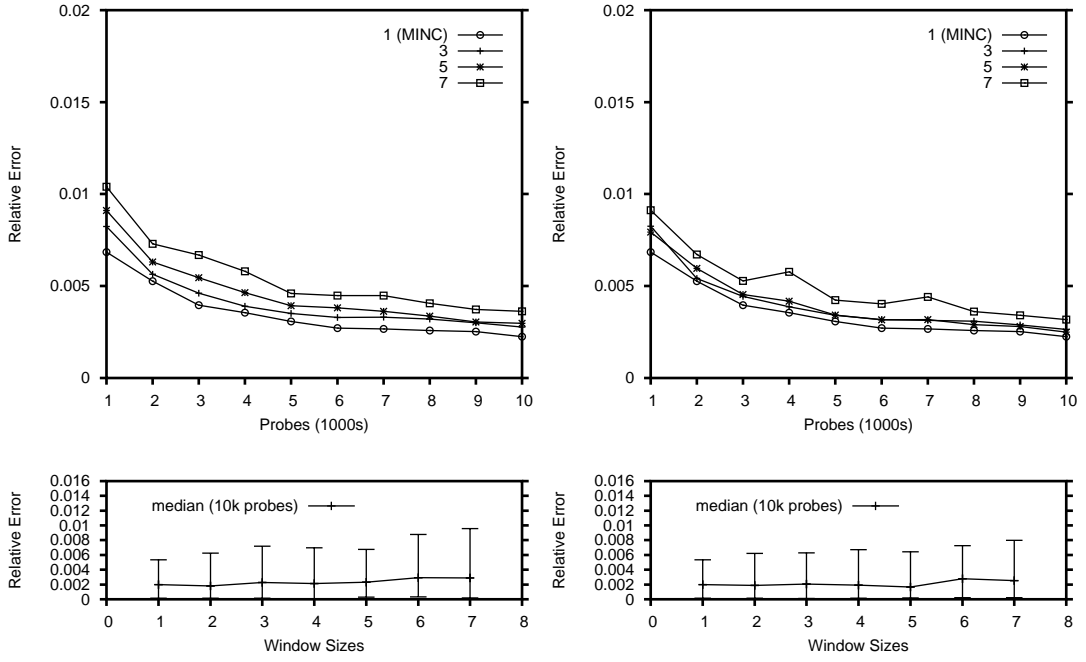 0.02
0.015
0.01
0.005
0
Relative Error
1 (MINC)
3
5
7
1 2 3 4 5 6 7 8 9 10
Probes (1000s)
0.02
0.015
0.01
0.005
0
Relative Error
1 (MINC)
3
5
7
1 2 3 4 5 6 7 8 9 10
Probes (1000s)
0.016
0.014
0.012
0.01
0.008
0.006
0.004
0.002
0
Relative Error
median (10k probes)
0 1 2 3 4 5 6 7 8
Window Sizes
0.016
0.014
0.012
0.01
0.008
0.006
0.004
0.002
0
Relative Error
median (10k probes)
0 1 2 3 4 5 6 7 8
Window Sizes